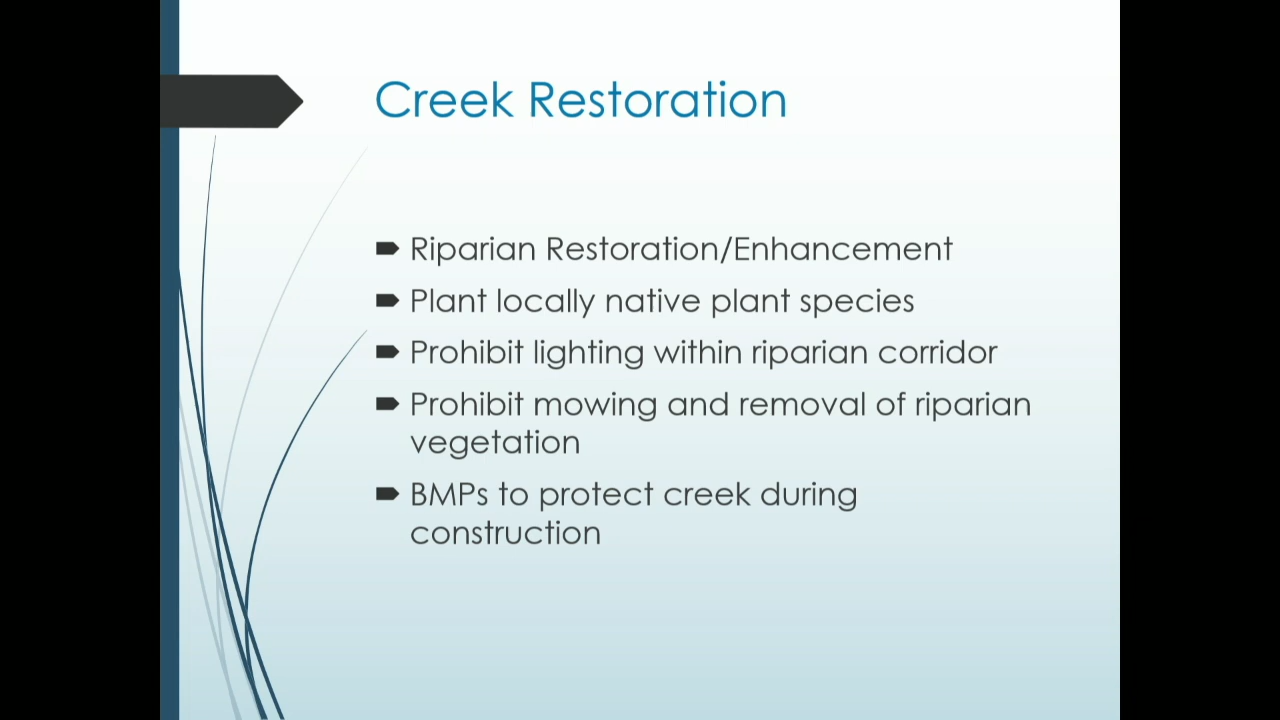 Creek Restoration
Riparian Restoration/Enhancement
Plant locally native plant species
Prohibit lighting within riparian corridor
Prohibit mowing and removal of riparian
vegetation
BMPs to protect creek during
construction